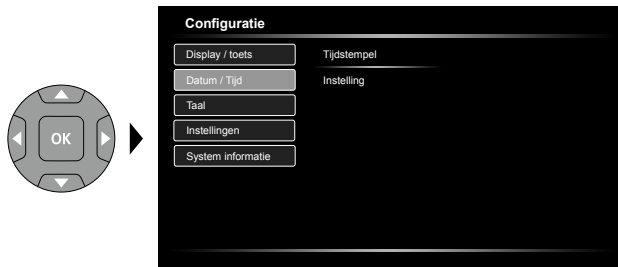 Configuratie
Display / toets
Tijdstempel
Datum / Tijd
Instelling
Taal
OK
Instellingen
System informatie